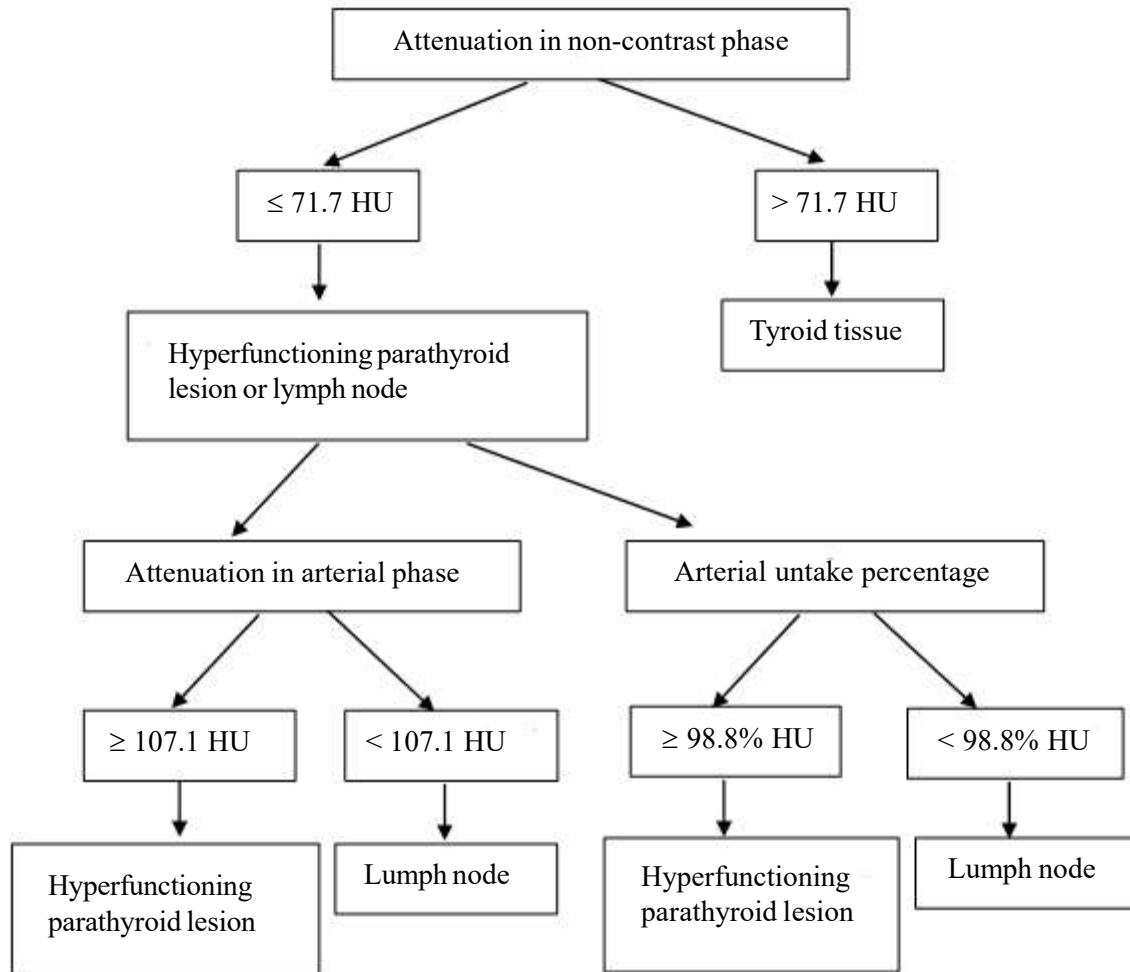 Attenuation in non-contrast phase
≤ 71.7 HU
> 71.7 HU
Tyroid tissue
Hyperfunctioning parathyroid
lesion or lymph node
Attenuation in arterial phase
Arterial untake percentage
≥ 107.1 HU
< 107.1 HU
≥ 98.8% HU
< 98.8% HU
Hyperfunctioning
parathyroid lesion
Lumph node
Hyperfunctioning
parathyroid lesion
Lumph node